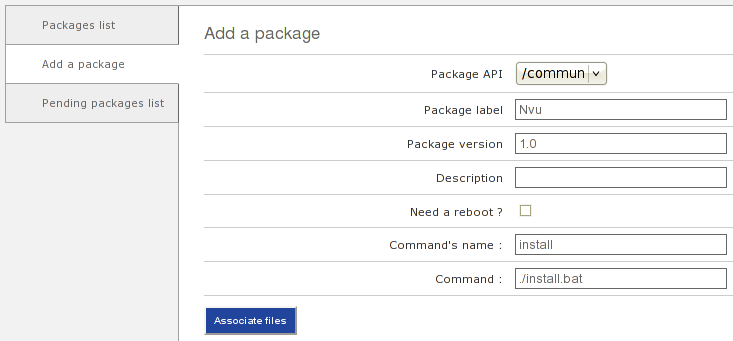 Packages list
Add a package
Pending packages list
Add a package
Package API /commun
Package label Nvu
Package version 1.0
Description
Need a reboot ?
Command's name : install
Command : ./install.bat
Associate files